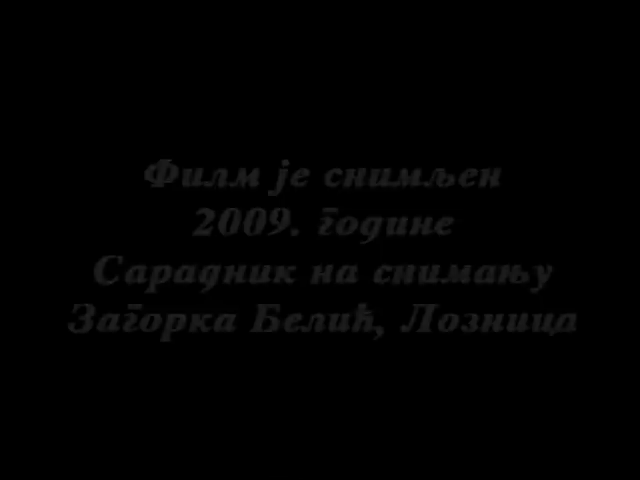 Филм је снимљен
2009. године
Сарадник на снимању
Загорка Белић, Лозница